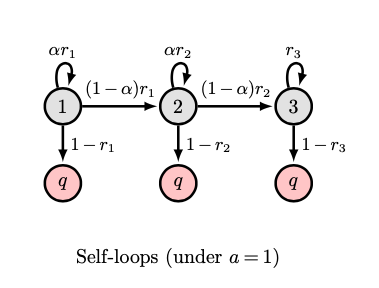 αr₁ αr₂ r₃
(1−α)r₁ (1−α)r₂
1 2 3
1−r₁ 1−r₂ 1−r₃
q q q
Self-loops (under a=1)